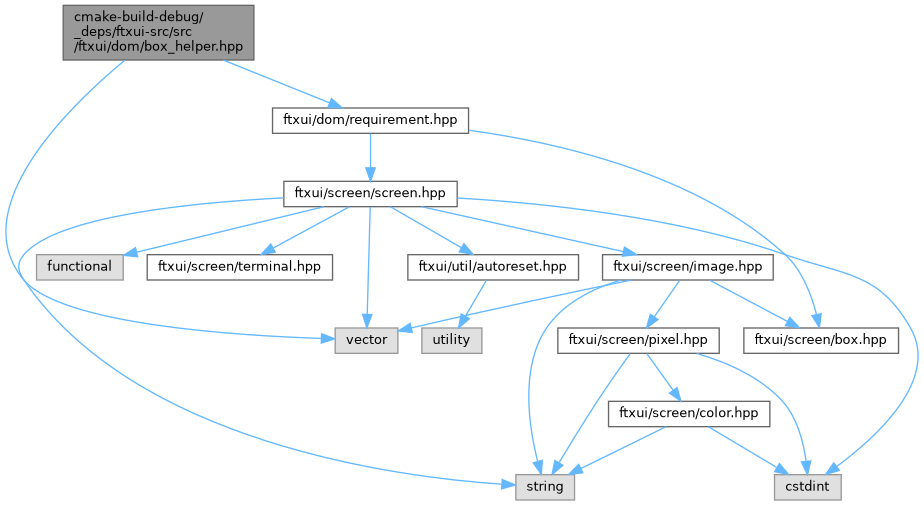 cmake-build-debug/
_deps/ftxui-src/src
/ftxui/dom/box_helper.hpp
ftxui/dom/requirement.hpp
ftxui/screen/screen.hpp
functional
ftxui/screen/terminal.hpp
ftxui/util/autoreset.hpp
ftxui/screen/image.hpp
vector
utility
ftxui/screen/pixel.hpp
ftxui/screen/box.hpp
ftxui/screen/color.hpp
string
cstdint